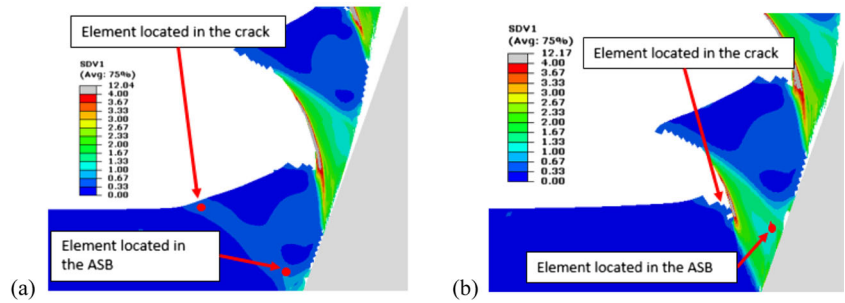 Element located in the crack
SDV1
(Avg: 75%)
12.04
4.00
3.67
3.33
3.00
2.67
2.33
2.00
1.67
1.33
1.00
0.67
0.33
0.00
Element located in
the ASB
(a)
SDV1
(Avg: 75%)
12.17
4.00
3.67
3.33
3.00
2.67
2.33
2.00
1.67
1.33
1.00
0.67
0.33
0.00
Element located in the crack
Element located in the ASB
(b)